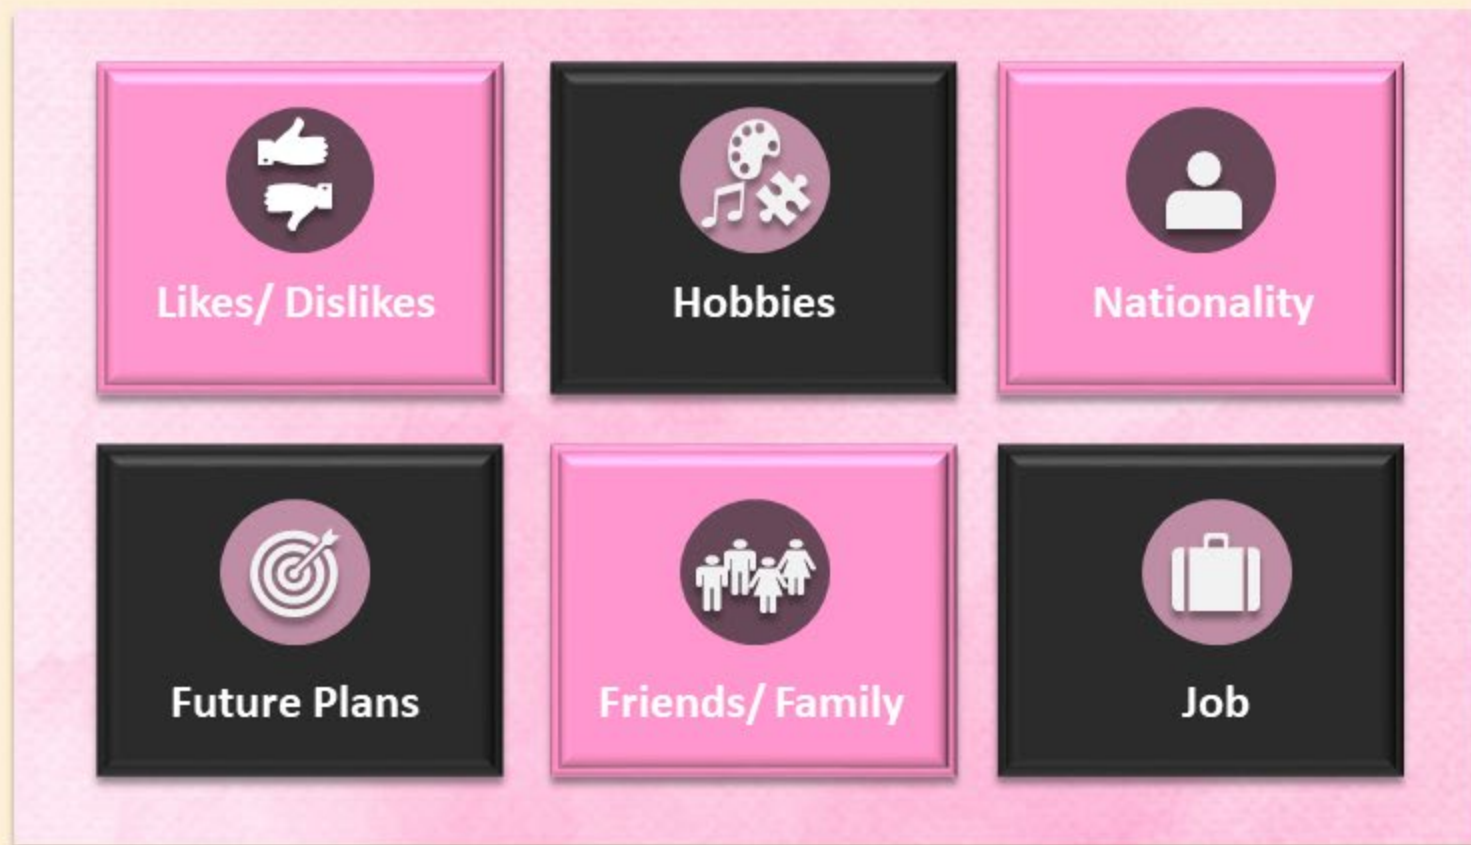 Likes/ Dislikes
Hobbies
Nationality
Future Plans
Friends/ Family
Job